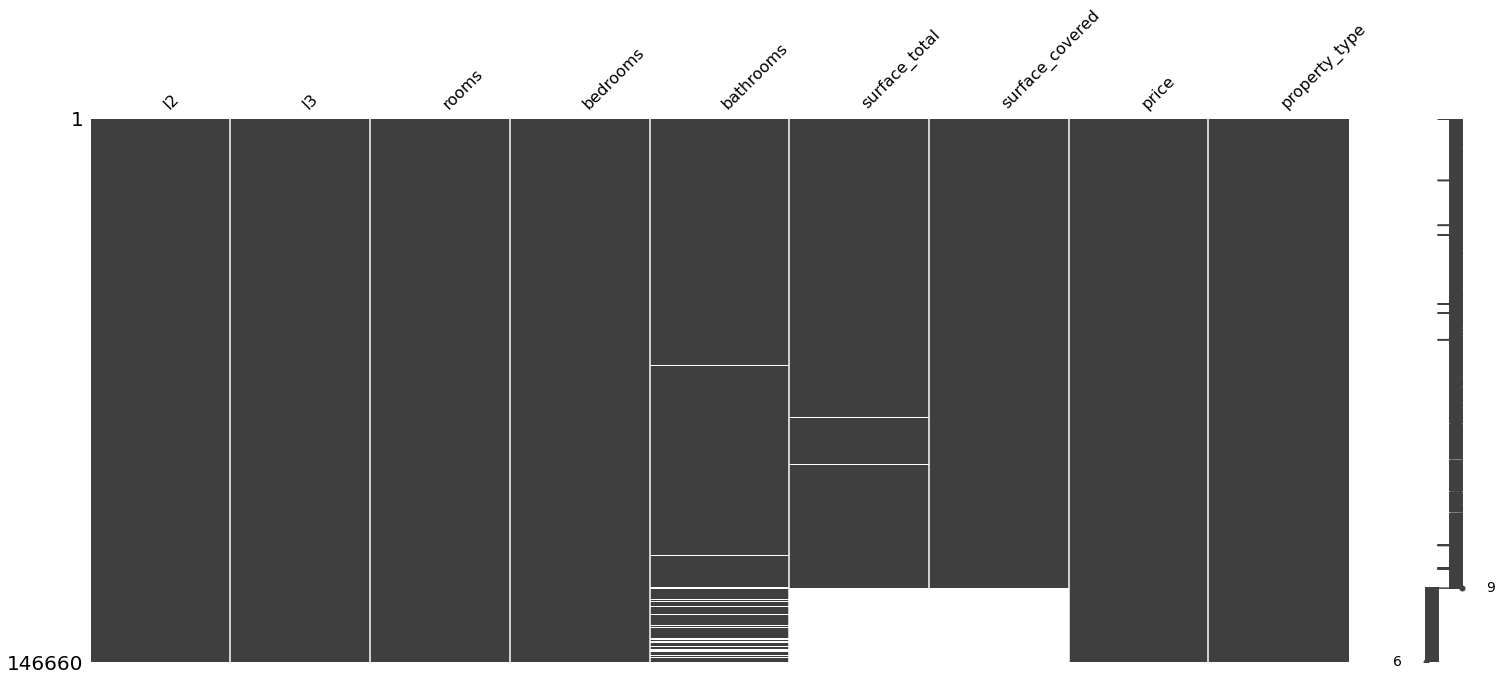 l2
l3
rooms
bedrooms
bathrooms
surface_total
surface_covered
price
property_type
1
9
146660
6